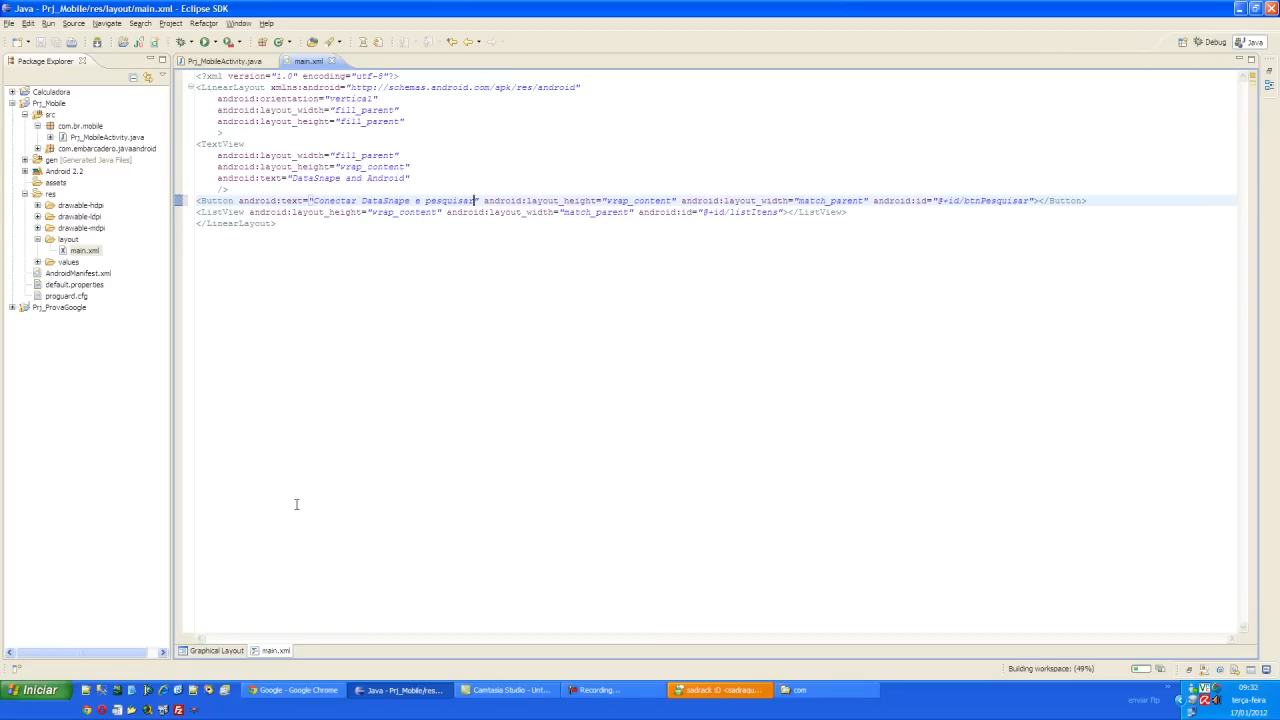 Java - Prj_Mobile/res/layout/main.xml - Eclipse SDK
File Edit Run Source Navigate Search Project Refactor Window Help
Debug Java
Package Explorer
Prj_MobileActivity.java main.xml
Calculadora
Prj_Mobile
src
com.br.mobile
Prj_MobileActivity.java
com.embarcadero.javaandroid
gen [Generated Java Files]
Android 2.2
assets
res
drawable-hdpi
drawable-ldpi
drawable-mdpi
layout
main.xml
values
AndroidManifest.xml
default.properties
proguard.cfg
Prj_ProvaGoogle
<?xml version="1.0" encoding="utf-8"?>
<LinearLayout xmlns:android="http://schemas.android.com/apk/res/android"
android:orientation="vertical"
android:layout_width="fill_parent"
android:layout_height="fill_parent"
>
<TextView
android:layout_width="fill_parent"
android:layout_height="wrap_content"
android:text="DataSnape and Android"
/>
<Button android:text="Conectar DataSnape e pesquisar" android:layout_height="wrap_content" android:layout_width="match_parent" android:id="@+id/btnPesquisar"></Button>
<ListView android:layout_height="wrap_content" android:layout_width="match_parent" android:id="@+id/listItens"></ListView>
</LinearLayout>
Graphical Layout main.xml
Building workspace: (49%)
Iniciar
Google - Google Chrome
Java - Prj_Mobile/res...
Camtasia Studio - Unt...
Recording...
sadrack :D <sadraqu...
com
enviar ftp
09:32
terça-feira
17/01/2012